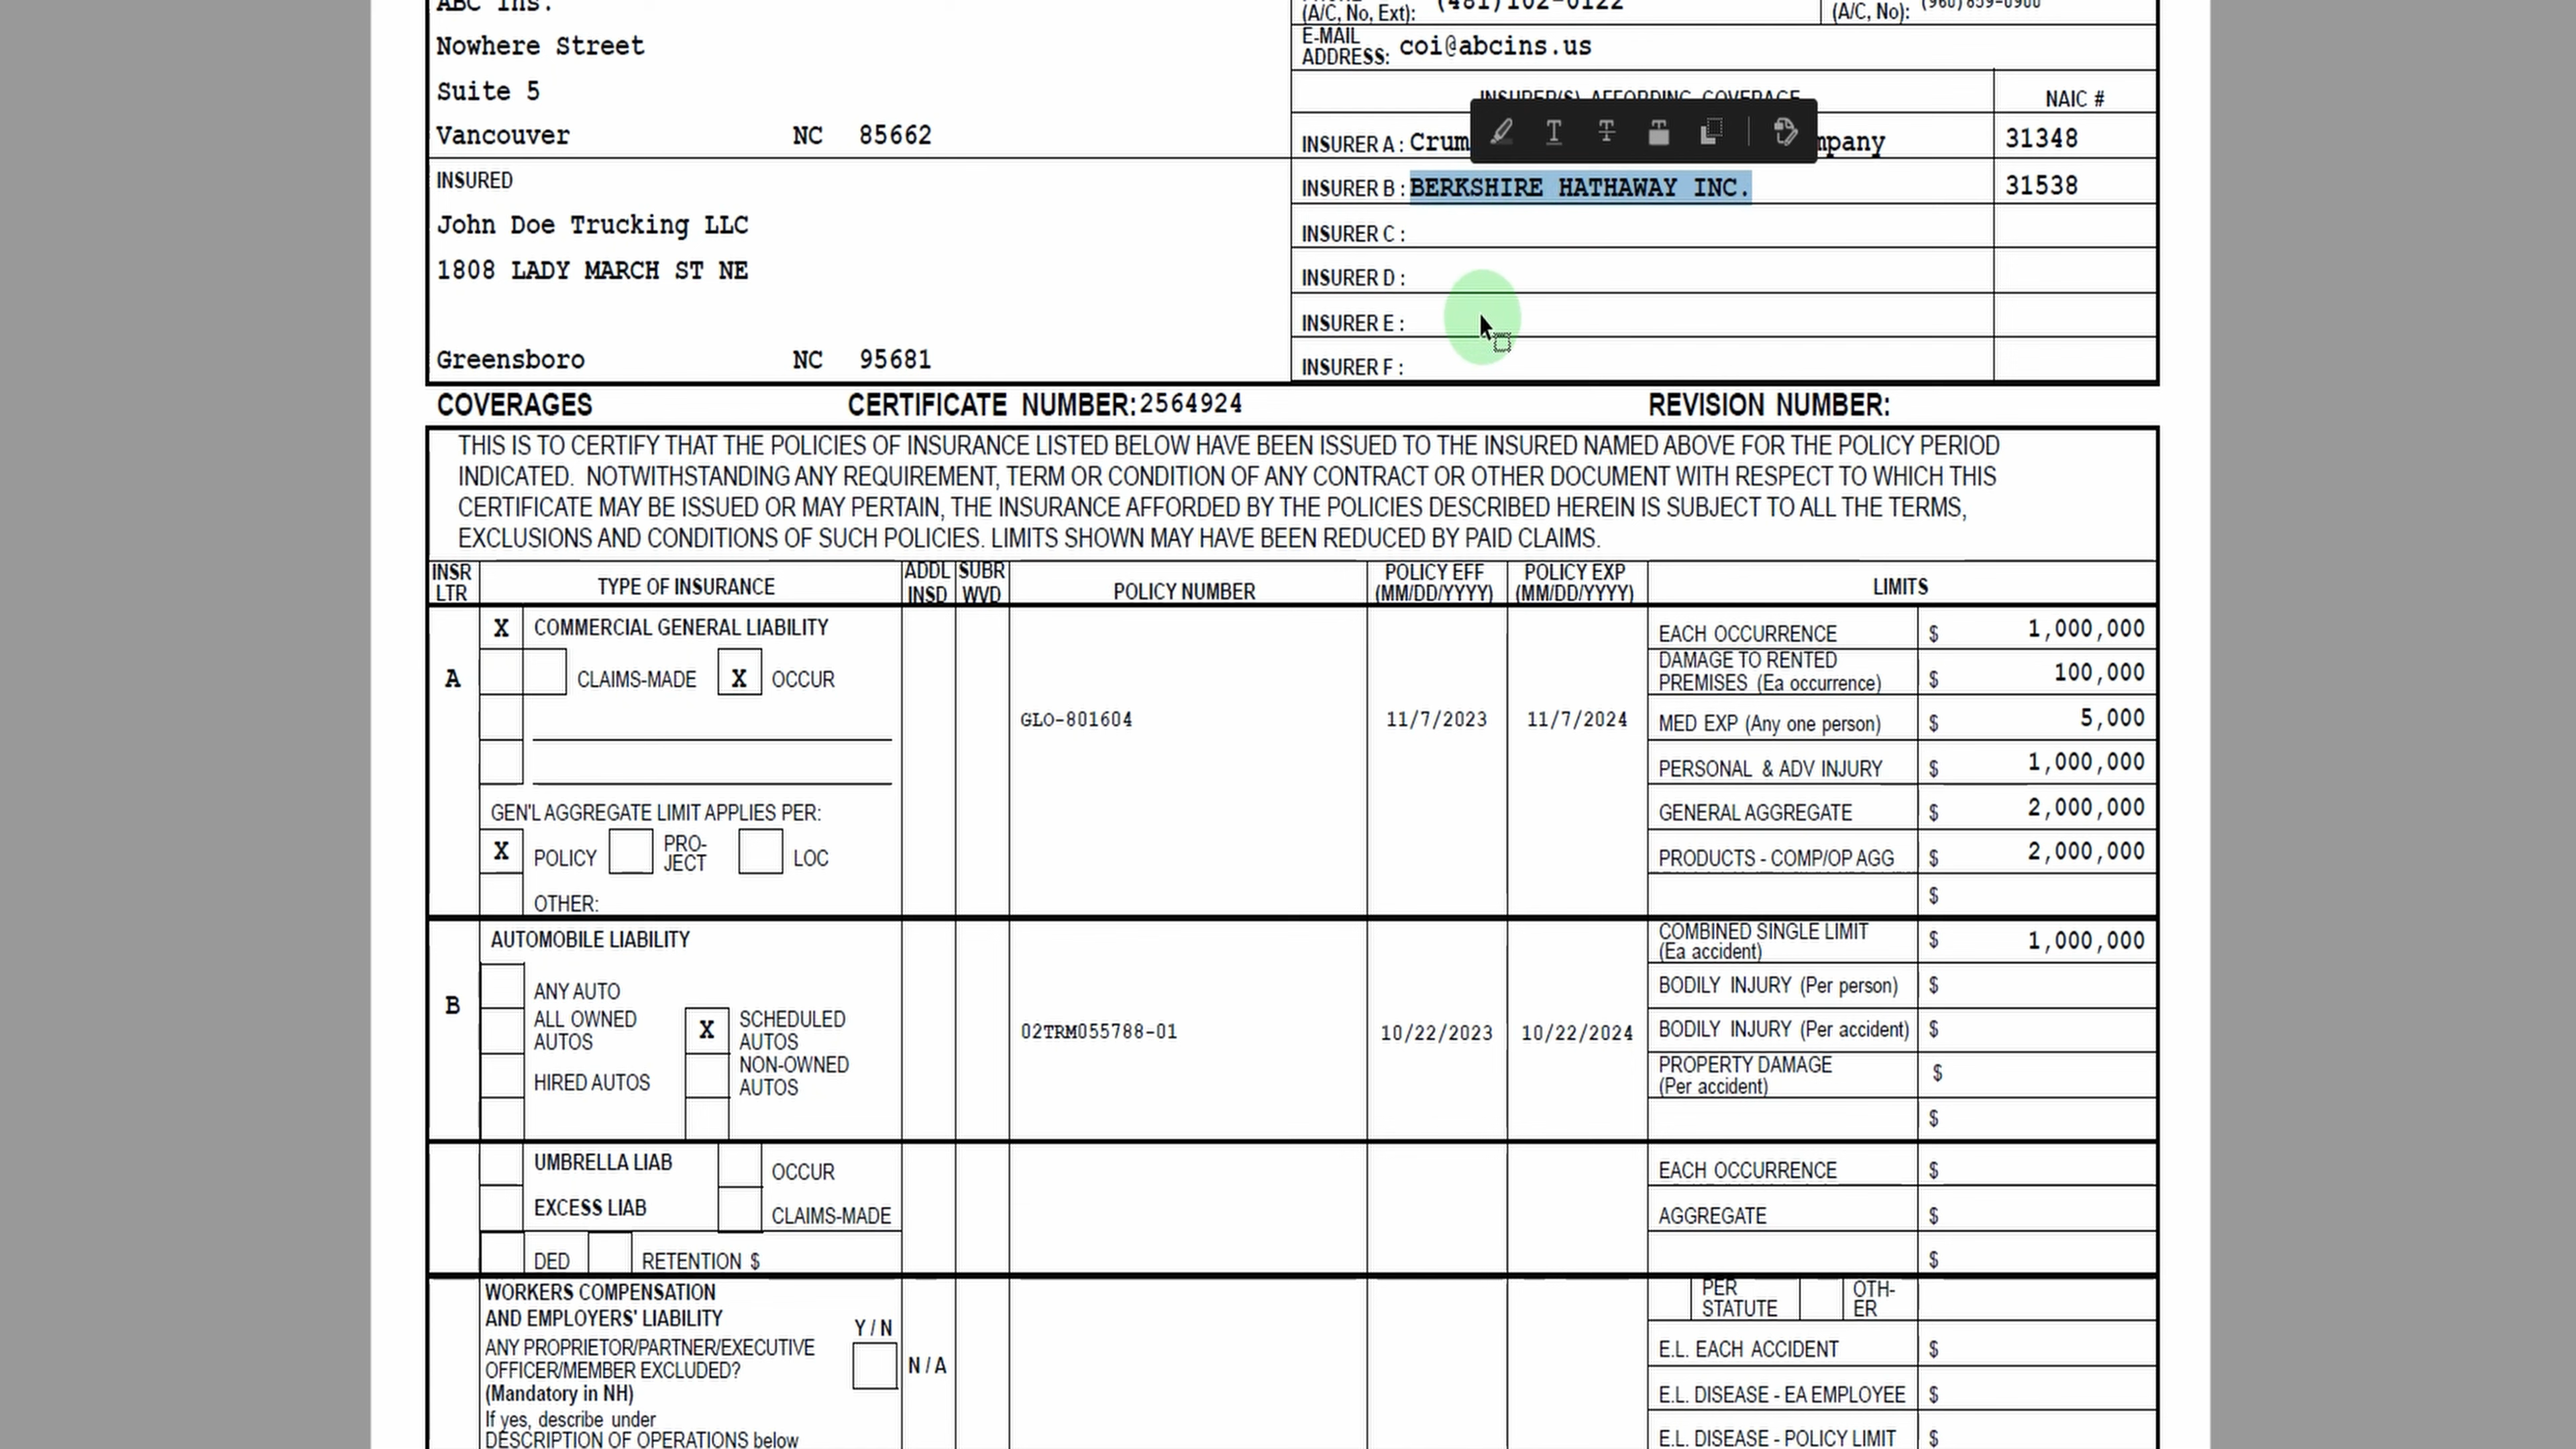 ABC Ins.
Nowhere Street
Suite 5
Vancouver NC 85662
(A/C, No, Ext): (481)102-0122
(A/C, No):
E-MAIL
ADDRESS: coi@abcins.us
INSURER(S) AFFORDING COVERAGE NAIC #
INSURER A : Crum mpany 31348
INSURER B : BERKSHIRE HATHAWAY INC. 31538
INSURER C :
INSURER D :
INSURER E :
INSURER F :
INSURED
John Doe Trucking LLC
1808 LADY MARCH ST NE
Greensboro NC 95681
COVERAGES CERTIFICATE NUMBER: 2564924 REVISION NUMBER:
THIS IS TO CERTIFY THAT THE POLICIES OF INSURANCE LISTED BELOW HAVE BEEN ISSUED TO THE INSURED NAMED ABOVE FOR THE POLICY PERIOD
INDICATED. NOTWITHSTANDING ANY REQUIREMENT, TERM OR CONDITION OF ANY CONTRACT OR OTHER DOCUMENT WITH RESPECT TO WHICH THIS
CERTIFICATE MAY BE ISSUED OR MAY PERTAIN, THE INSURANCE AFFORDED BY THE POLICIES DESCRIBED HEREIN IS SUBJECT TO ALL THE TERMS,
EXCLUSIONS AND CONDITIONS OF SUCH POLICIES. LIMITS SHOWN MAY HAVE BEEN REDUCED BY PAID CLAIMS.
INSR LTR TYPE OF INSURANCE ADDL INSD SUBR WVD POLICY NUMBER POLICY EFF (MM/DD/YYYY) POLICY EXP (MM/DD/YYYY) LIMITS
A
X COMMERCIAL GENERAL LIABILITY
CLAIMS-MADE X OCCUR
GEN'L AGGREGATE LIMIT APPLIES PER:
X POLICY PRO-JECT LOC
OTHER:
GLO-801604 11/7/2023 11/7/2024
EACH OCCURRENCE $ 1,000,000
DAMAGE TO RENTED
PREMISES (Ea occurrence) $ 100,000
MED EXP (Any one person) $ 5,000
PERSONAL & ADV INJURY $ 1,000,000
GENERAL AGGREGATE $ 2,000,000
PRODUCTS - COMP/OP AGG $ 2,000,000
$
B
AUTOMOBILE LIABILITY
ANY AUTO
ALL OWNED AUTOS X SCHEDULED AUTOS
HIRED AUTOS NON-OWNED AUTOS
02TRM055788-01 10/22/2023 10/22/2024
COMBINED SINGLE LIMIT
(Ea accident) $ 1,000,000
BODILY INJURY (Per person) $
BODILY INJURY (Per accident) $
PROPERTY DAMAGE
(Per accident) $
$
UMBRELLA LIAB OCCUR
EXCESS LIAB CLAIMS-MADE
DED RETENTION $
EACH OCCURRENCE $
AGGREGATE $
$
WORKERS COMPENSATION
AND EMPLOYERS' LIABILITY
Y / N
ANY PROPRIETOR/PARTNER/EXECUTIVE
OFFICER/MEMBER EXCLUDED?
N / A
(Mandatory in NH)
If yes, describe under
DESCRIPTION OF OPERATIONS below
PER STATUTE OTH-ER
E.L. EACH ACCIDENT $
E.L. DISEASE - EA EMPLOYEE $
E.L. DISEASE - POLICY LIMIT $